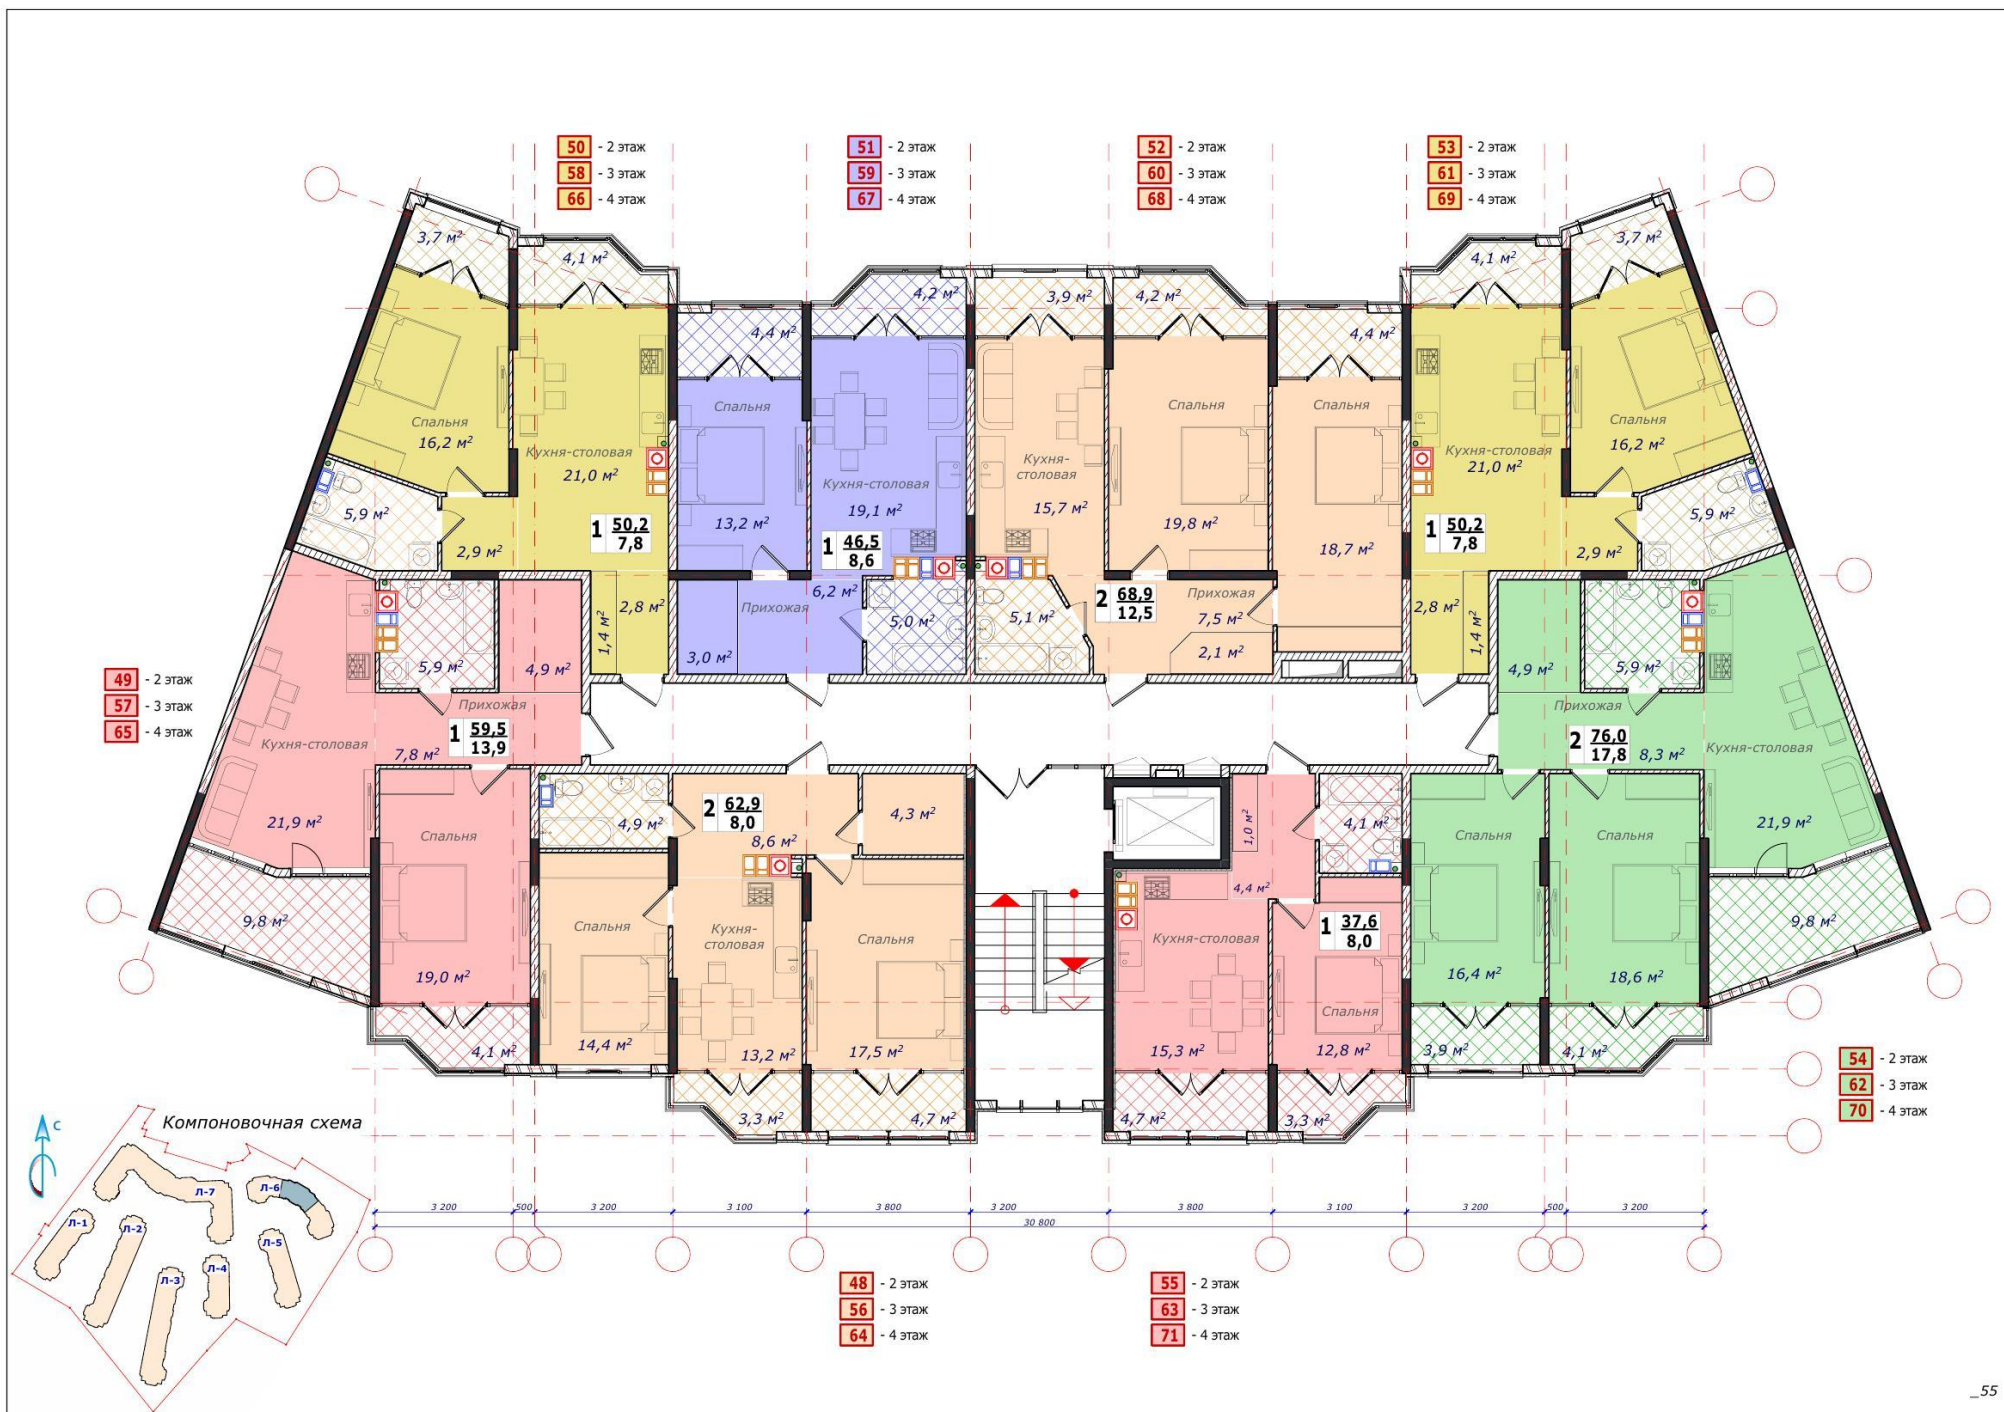 50 - 2 этаж
58 - 3 этаж
66 - 4 этаж
51 - 2 этаж
59 - 3 этаж
67 - 4 этаж
52 - 2 этаж
60 - 3 этаж
68 - 4 этаж
53 - 2 этаж
61 - 3 этаж
69 - 4 этаж
3,7 м²
4,1 м²
Спальня
16,2 м²
Кухня-столовая
21,0 м²
5,9 м²
2,9 м²
1 50,2
7,8
1,4 м²
2,8 м²
4,4 м²
4,2 м²
Спальня
13,2 м²
Кухня-столовая
19,1 м²
1 46,5
8,6
6,2 м²
Прихожая
3,0 м²
5,0 м²
3,9 м²
4,2 м²
4,4 м²
Кухня-
столовая
15,7 м²
Спальня
19,8 м²
Спальня
18,7 м²
5,1 м²
2 68,9
12,5
Прихожая
7,5 м²
2,1 м²
4,1 м²
3,7 м²
Кухня-столовая
21,0 м²
Спальня
16,2 м²
1 50,2
7,8
5,9 м²
2,9 м²
2,8 м²
1,4 м²
49 - 2 этаж
57 - 3 этаж
65 - 4 этаж
5,9 м²
4,9 м²
Прихожая
1 59,5
13,9
7,8 м²
Кухня-столовая
21,9 м²
Спальня
19,0 м²
9,8 м²
4,1 м²
4,9 м²
2 62,9
8,0
8,6 м²
4,3 м²
Спальня
14,4 м²
Кухня-
столовая
13,2 м²
Спальня
17,5 м²
3,3 м²
4,7 м²
1,0 м²
4,1 м²
4,4 м²
Кухня-столовая
15,3 м²
1 37,6
8,0
Спальня
12,8 м²
4,7 м²
3,3 м²
4,9 м²
5,9 м²
Прихожая
2 76,0
17,8
8,3 м²
Кухня-столовая
21,9 м²
Спальня
16,4 м²
Спальня
18,6 м²
9,8 м²
3,9 м²
4,1 м²
54 - 2 этаж
62 - 3 этаж
70 - 4 этаж
с
Компоновочная схема
Л-7
Л-6
Л-1
Л-2
Л-5
Л-4
Л-3
3 200 500 3 200 3 100 3 800 3 200 3 800 3 100 3 200 500 3 200
30 800
48 - 2 этаж
56 - 3 этаж
64 - 4 этаж
55 - 2 этаж
63 - 3 этаж
71 - 4 этаж
_55